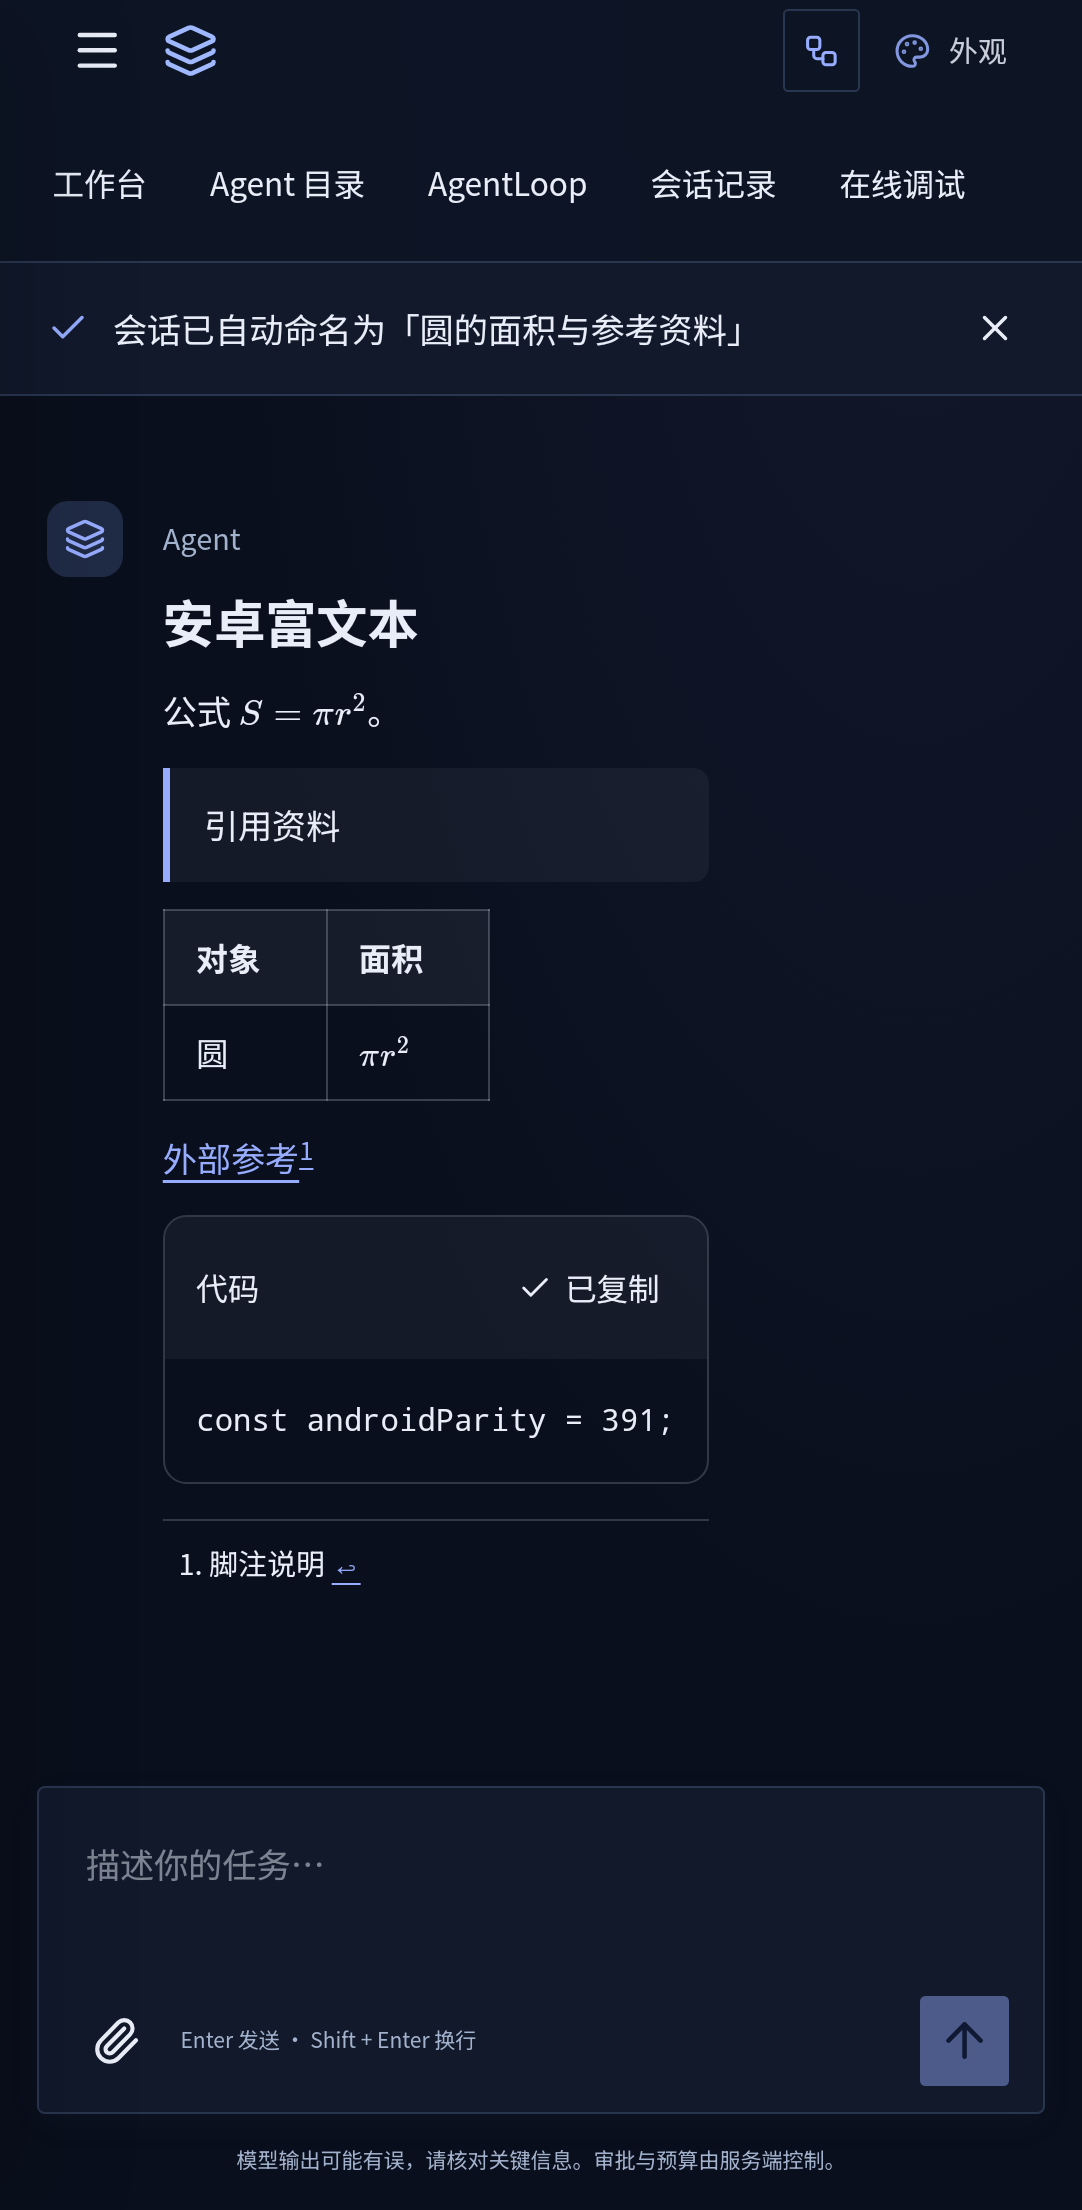 外观
工作台 Agent 目录 AgentLoop 会话记录 在线调试
会话已自动命名为「圆的面积与参考资料」
Agent
安卓富文本
公式 S = πr²。
引用资料
对象 面积
圆 πr²
外部参考¹
代码 已复制
const androidParity = 391;
1. 脚注说明 ↩
描述你的任务…
Enter 发送 · Shift + Enter 换行
模型输出可能有误，请核对关键信息。审批与预算由服务端控制。